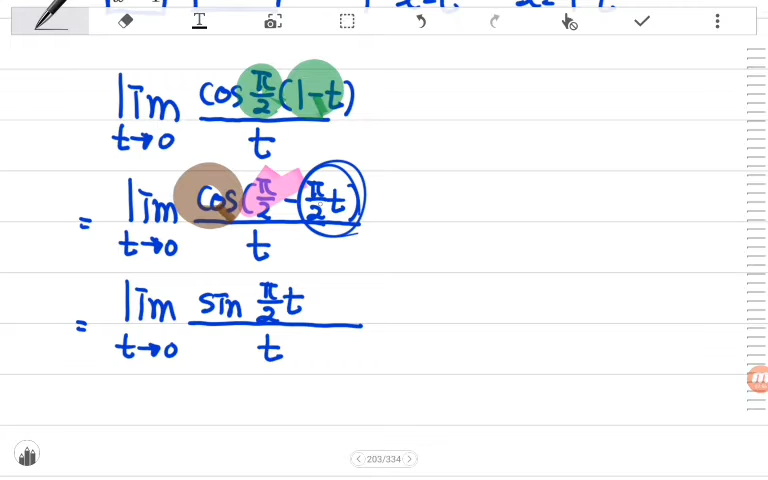 T
lim cos π/2 (1-t)
t→0 t
= lim cos(π/2 - π/2 t)
t→0 t
= lim sin π/2 t
t→0 t
203/334